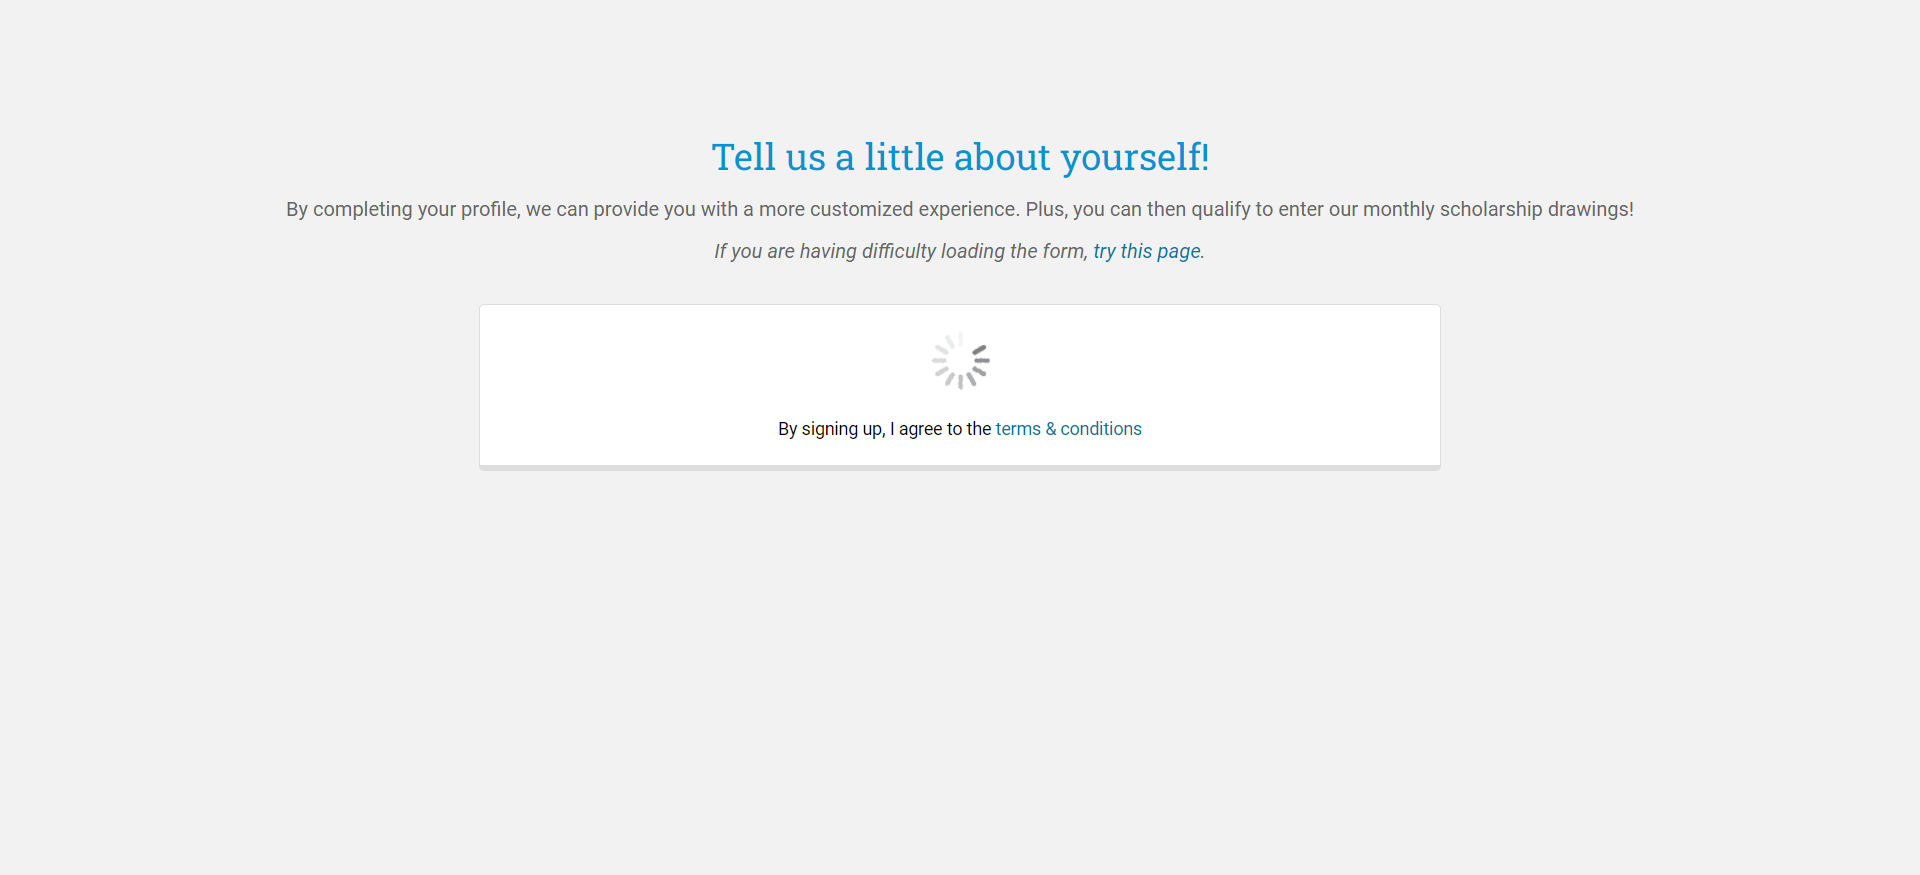 Tell us a little about yourself!
By completing your profile, we can provide you with a more customized experience. Plus, you can then qualify to enter our monthly scholarship drawings!
If you are having difficulty loading the form, try this page.
By signing up, I agree to the terms & conditions